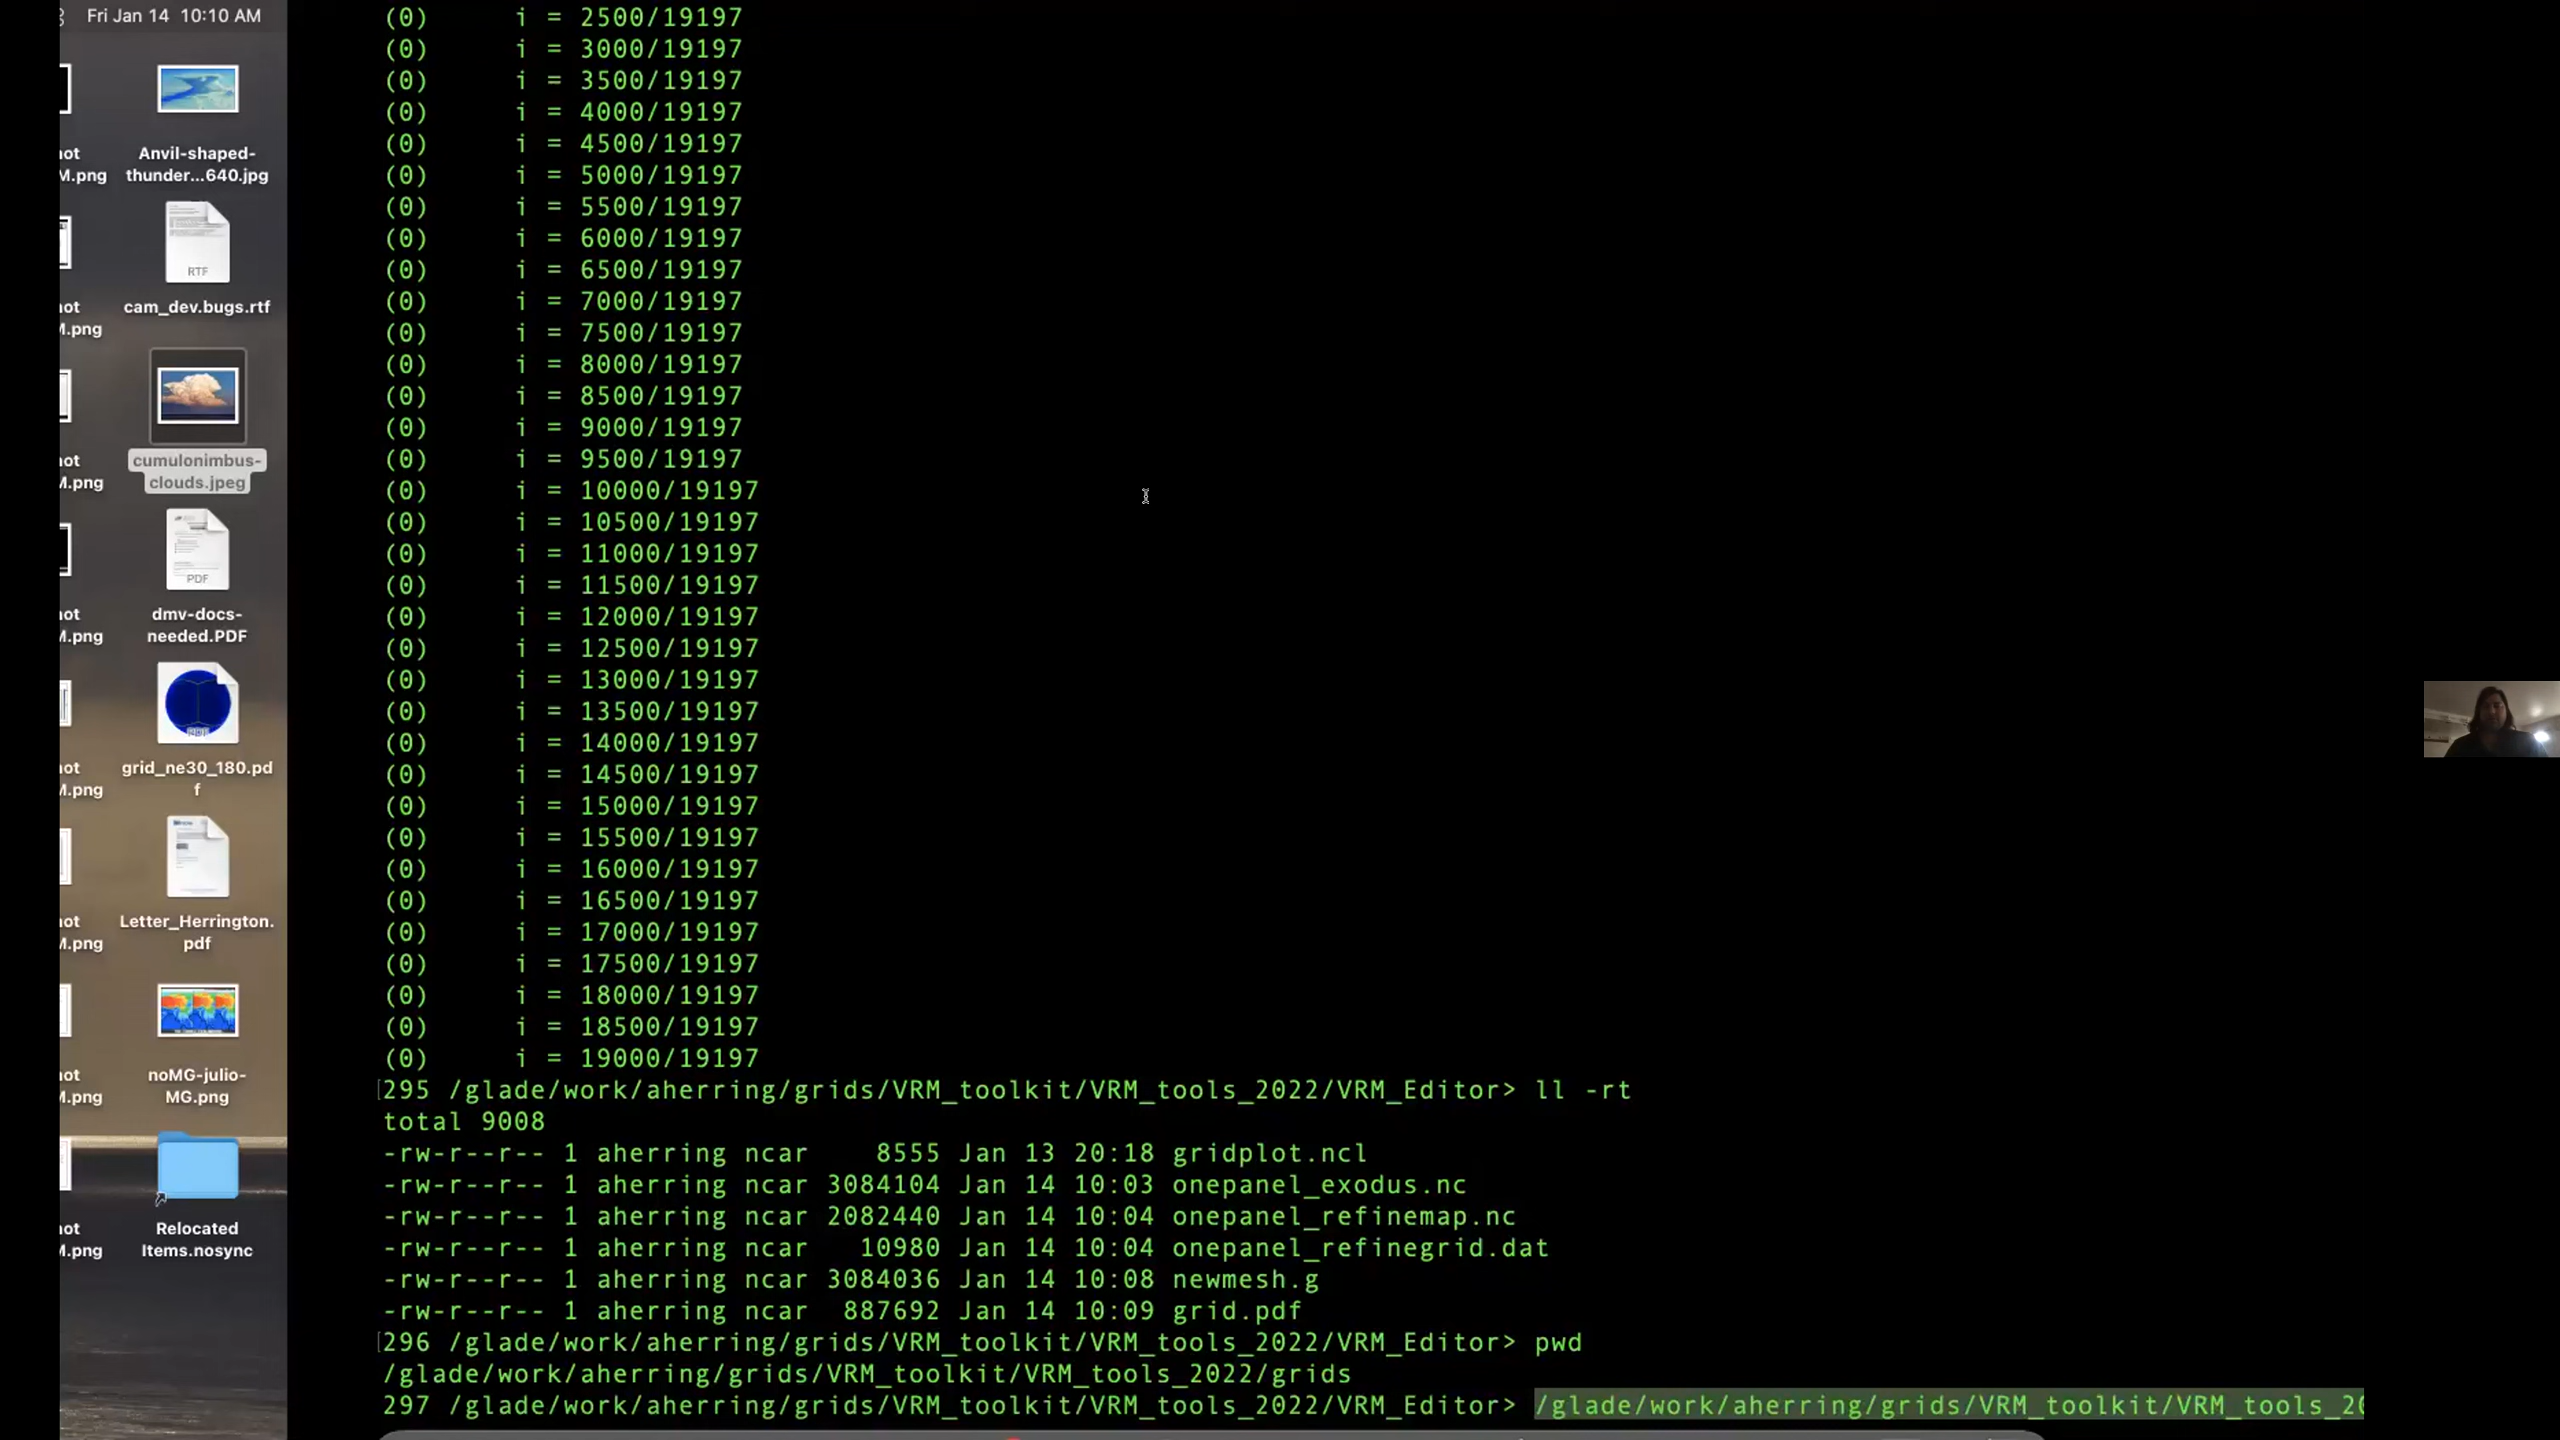 Fri Jan 14 10:10 AM
Anvil-shaped-
thunder...640.jpg
M.png
RTF
cam_dev.bugs.rtf
cumulonimbus-
clouds.jpeg
PDF
dmv-docs-
needed.PDF
grid_ne30_180.pd
f
Letter_Herrington.
pdf
noMG-julio-
MG.png
Relocated
Items.nosync
(0) i = 2500/19197
(0) i = 3000/19197
(0) i = 3500/19197
(0) i = 4000/19197
(0) i = 4500/19197
(0) i = 5000/19197
(0) i = 5500/19197
(0) i = 6000/19197
(0) i = 6500/19197
(0) i = 7000/19197
(0) i = 7500/19197
(0) i = 8000/19197
(0) i = 8500/19197
(0) i = 9000/19197
(0) i = 9500/19197
(0) i = 10000/19197
(0) i = 10500/19197
(0) i = 11000/19197
(0) i = 11500/19197
(0) i = 12000/19197
(0) i = 12500/19197
(0) i = 13000/19197
(0) i = 13500/19197
(0) i = 14000/19197
(0) i = 14500/19197
(0) i = 15000/19197
(0) i = 15500/19197
(0) i = 16000/19197
(0) i = 16500/19197
(0) i = 17000/19197
(0) i = 17500/19197
(0) i = 18000/19197
(0) i = 18500/19197
(0) i = 19000/19197
[295 /glade/work/aherring/grids/VRM_toolkit/VRM_tools_2022/VRM_Editor> ll -rt
total 9008
-rw-r--r-- 1 aherring ncar 8555 Jan 13 20:18 gridplot.ncl
-rw-r--r-- 1 aherring ncar 3084104 Jan 14 10:03 onepanel_exodus.nc
-rw-r--r-- 1 aherring ncar 2082440 Jan 14 10:04 onepanel_refinemap.nc
-rw-r--r-- 1 aherring ncar 10980 Jan 14 10:04 onepanel_refinegrid.dat
-rw-r--r-- 1 aherring ncar 3084036 Jan 14 10:08 newmesh.g
-rw-r--r-- 1 aherring ncar 887692 Jan 14 10:09 grid.pdf
[296 /glade/work/aherring/grids/VRM_toolkit/VRM_tools_2022/VRM_Editor> pwd
/glade/work/aherring/grids/VRM_toolkit/VRM_tools_2022/grids
297 /glade/work/aherring/grids/VRM_toolkit/VRM_tools_2022/VRM_Editor> /glade/work/aherring/grids/VRM_toolkit/VRM_tools_20